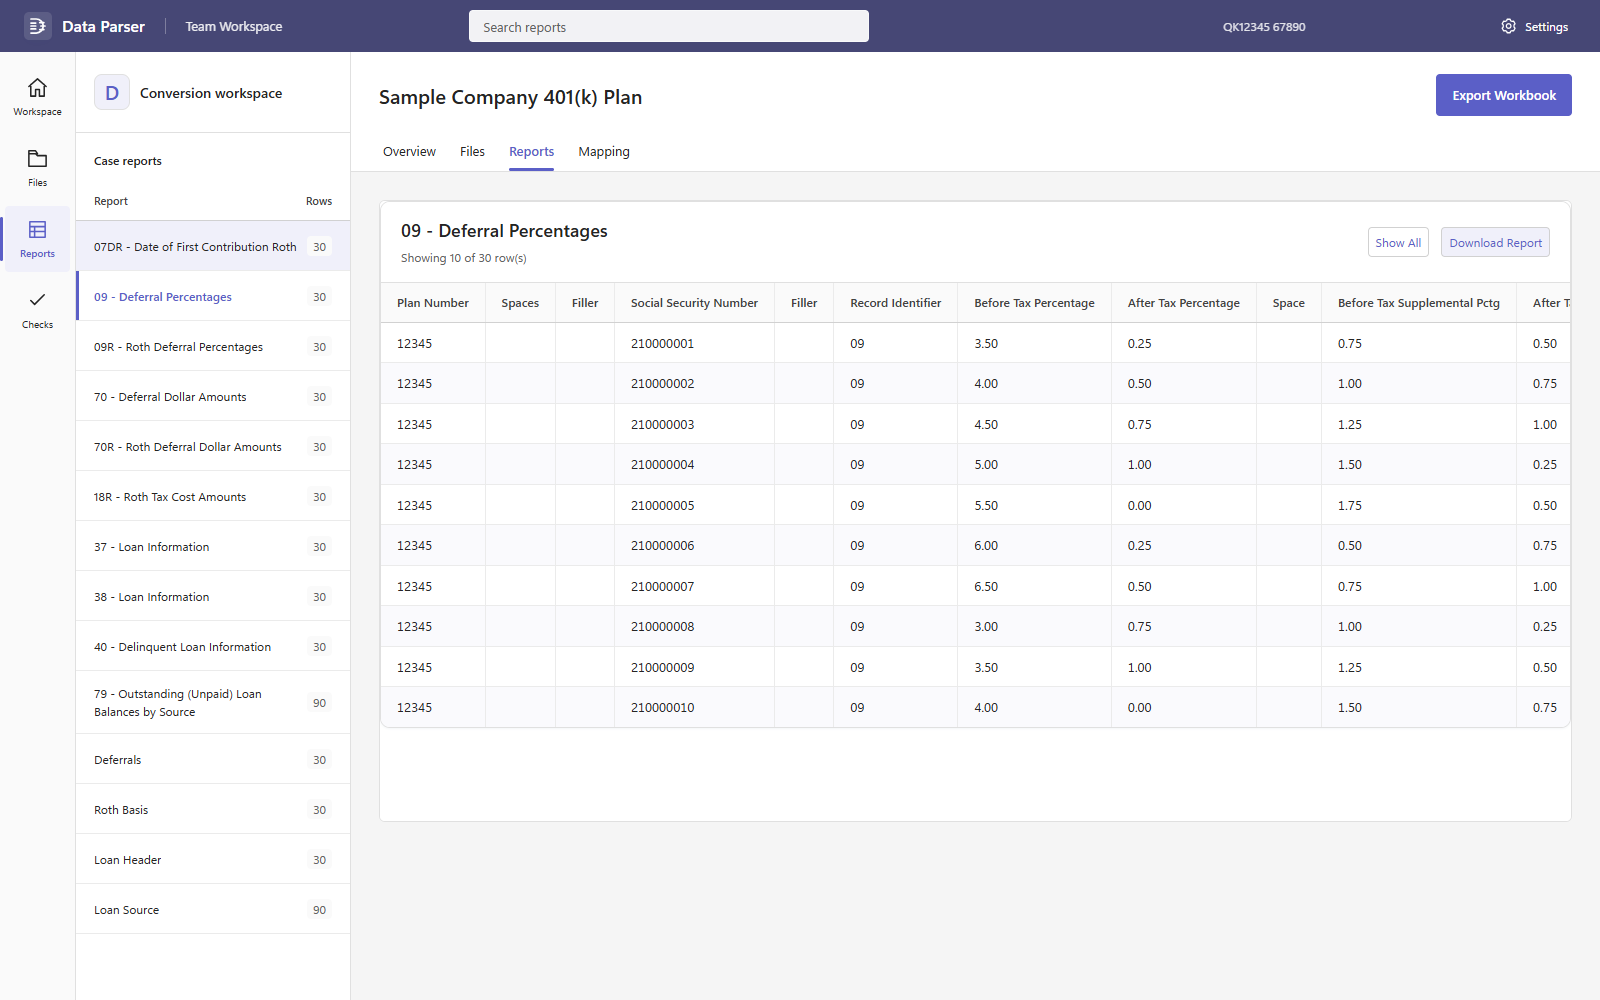 Data Parser
Team Workspace
Search reports
QK12345 67890
Settings
Workspace
Files
Reports
Checks
D
Conversion workspace
Case reports
Report Rows
07DR - Date of First Contribution Roth 30
09 - Deferral Percentages 30
09R - Roth Deferral Percentages 30
70 - Deferral Dollar Amounts 30
70R - Roth Deferral Dollar Amounts 30
18R - Roth Tax Cost Amounts 30
37 - Loan Information 30
38 - Loan Information 30
40 - Delinquent Loan Information 30
79 - Outstanding (Unpaid) Loan
Balances by Source 90
Deferrals 30
Roth Basis 30
Loan Header 30
Loan Source 90
Sample Company 401(k) Plan
Export Workbook
Overview Files Reports Mapping
09 - Deferral Percentages
Showing 10 of 30 row(s)
Show All
Download Report
Plan Number Spaces Filler Social Security Number Filler Record Identifier Before Tax Percentage After Tax Percentage Space Before Tax Supplemental Pctg After
12345 210000001 09 3.50 0.25 0.75 0.50
12345 210000002 09 4.00 0.50 1.00 0.75
12345 210000003 09 4.50 0.75 1.25 1.00
12345 210000004 09 5.00 1.00 1.50 0.25
12345 210000005 09 5.50 0.00 1.75 0.50
12345 210000006 09 6.00 0.25 0.50 0.75
12345 210000007 09 6.50 0.50 0.75 1.00
12345 210000008 09 3.00 0.75 1.00 0.25
12345 210000009 09 3.50 1.00 1.25 0.50
12345 210000010 09 4.00 0.00 1.50 0.75